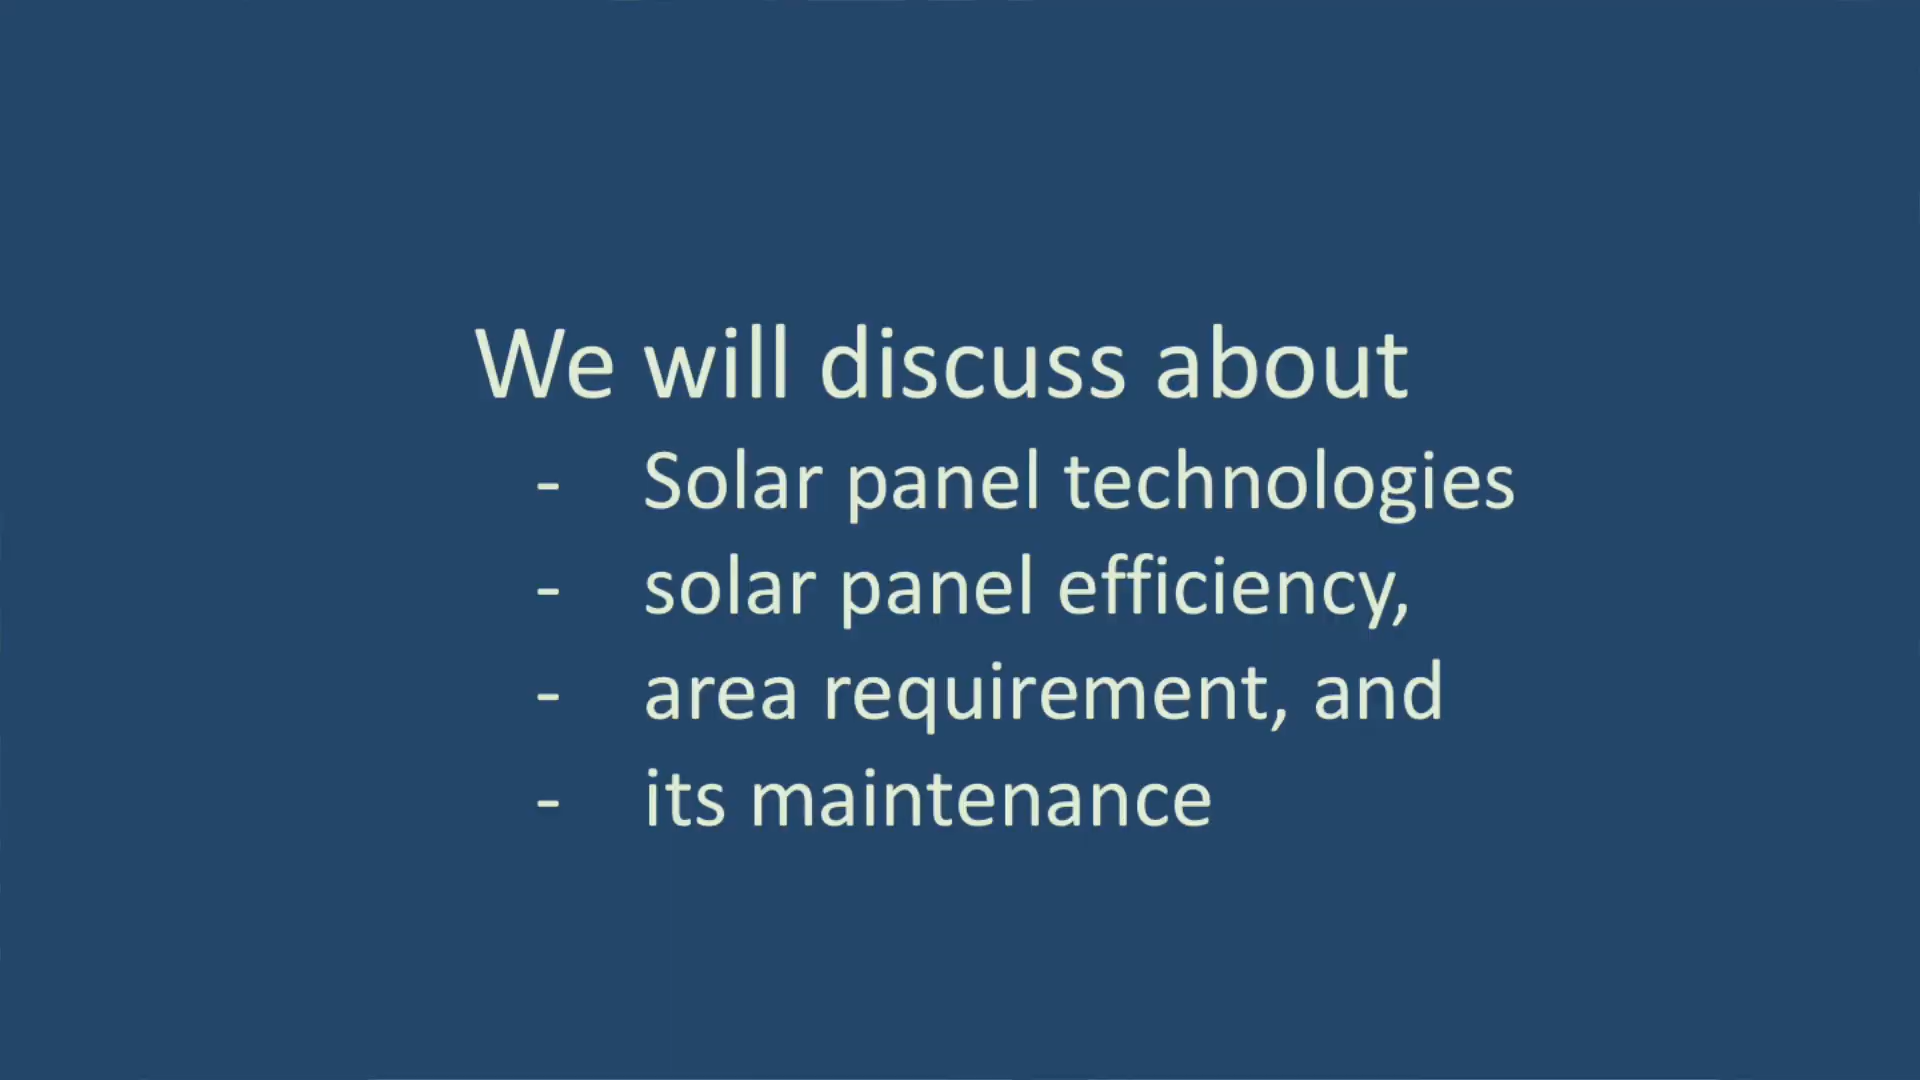 We will discuss about
- Solar panel technologies
- solar panel efficiency,
- area requirement, and
- its maintenance